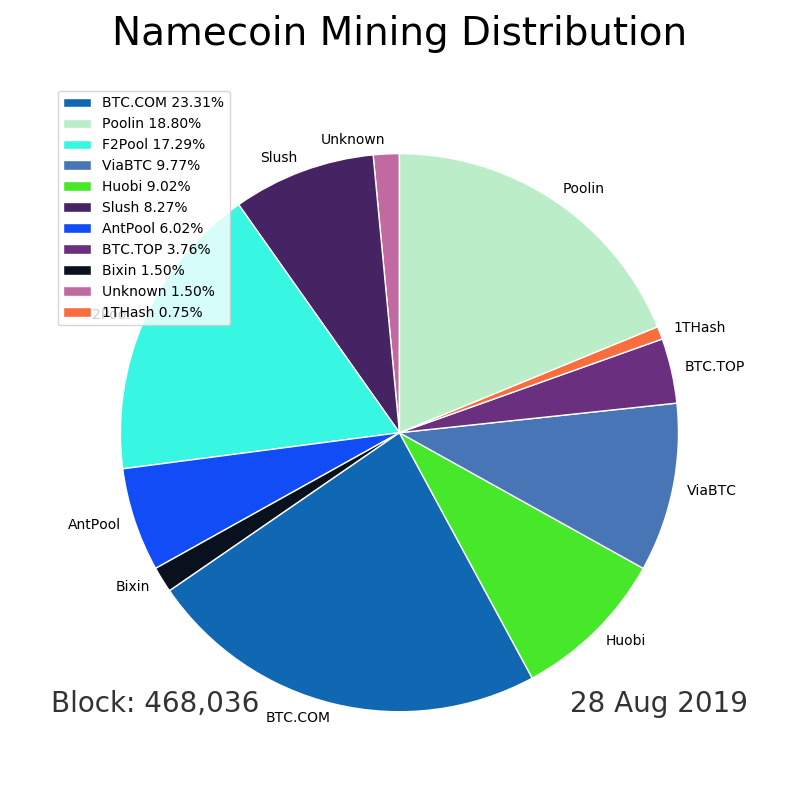 Namecoin Mining Distribution
BTC.COM 23.31%
Poolin 18.80%
F2Pool 17.29%
ViaBTC 9.77%
Huobi 9.02%
Slush 8.27%
AntPool 6.02%
BTC.TOP 3.76%
Bixin 1.50%
Unknown 1.50%
1THash 0.75%
Unknown
Slush
Poolin
1THash
BTC.TOP
ViaBTC
AntPool
Bixin
Huobi
Block: 468,036
28 Aug 2019
BTC.COM